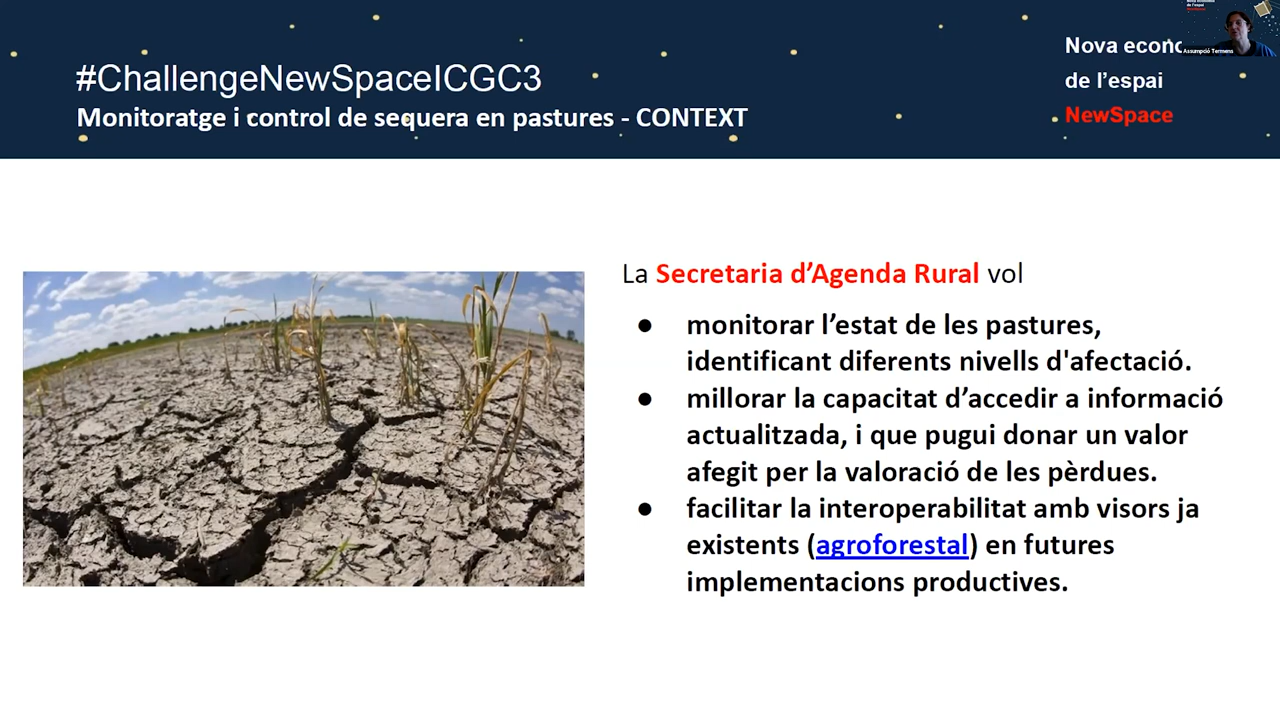 #ChallengeNewSpaceICGC3
Monitoratge i control de sequera en pastures - CONTEXT
Nova econo
de l’espai
NewSpace
Assumpció Termens
La Secretaria d’Agenda Rural vol
● monitorar l’estat de les pastures,
identificant diferents nivells d'afectació.
● millorar la capacitat d’accedir a informació
actualitzada, i que pugui donar un valor
afegit per la valoració de les pèrdues.
● facilitar la interoperabilitat amb visors ja
existents (agroforestal) en futures
implementacions productives.